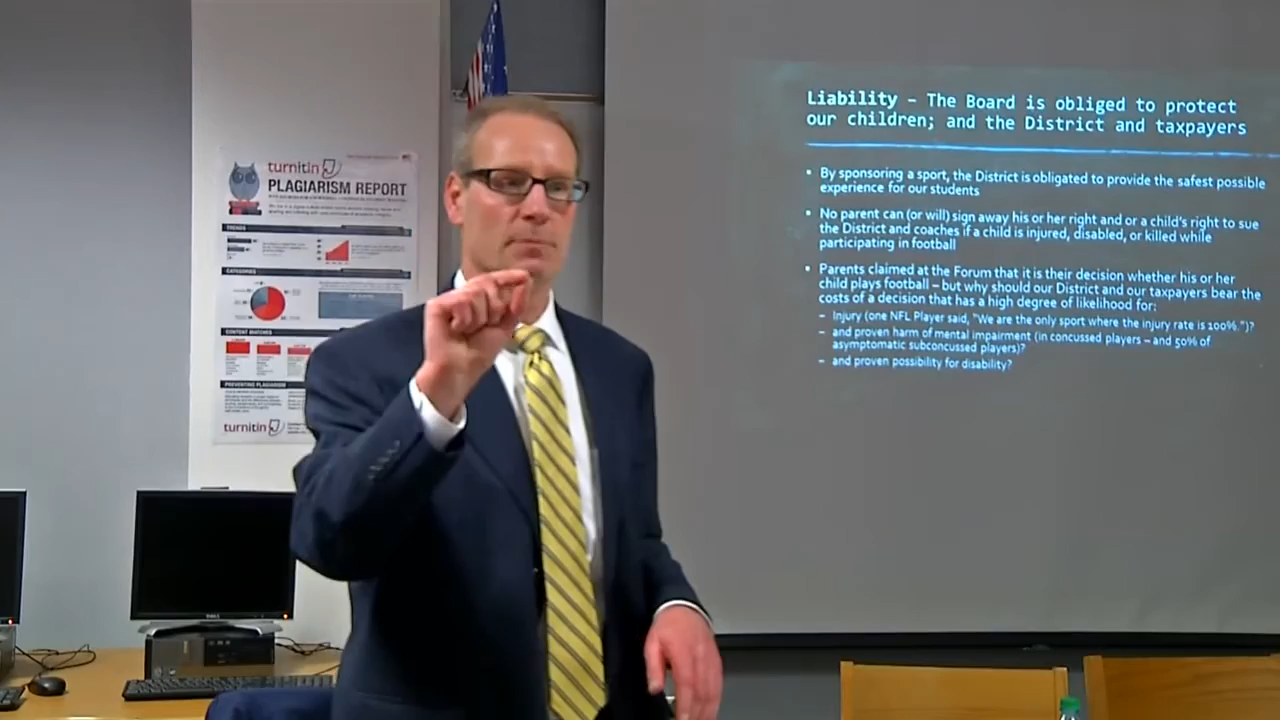 turnitin
PLAGIARISM REPORT
TRENDS
CATEGORIES
CONTENT MATCHES
PREVENTING PLAGIARISM
turnitin
DELL
Liability – The Board is obliged to protect
our children; and the District and taxpayers
• By sponsoring a sport, the District is obligated to provide the safest possible
experience for our students
• No parent can (or will) sign away his or her right and or a child's right to sue
the District and coaches if a child is injured, disabled, or killed while
participating in football
• Parents claimed at the Forum that it is their decision whether his or her
child plays football – but why should our District and our taxpayers bear the
costs of a decision that has a high degree of likelihood for:
– Injury (one NFL Player said, "We are the only sport where the injury rate is 100%.")?
– and proven harm of mental impairment (in concussed players – and 50% of
asymptomatic subconcussed players)?
– and proven possibility for disability?